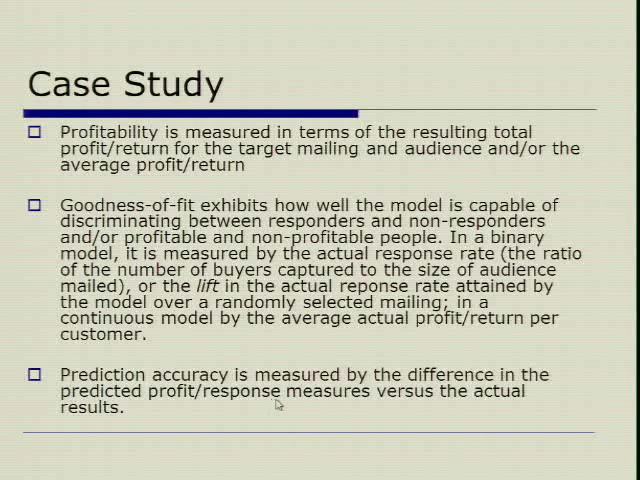 Case Study
Profitability is measured in terms of the resulting total
profit/return for the target mailing and audience and/or the
average profit/return
Goodness-of-fit exhibits how well the model is capable of
discriminating between responders and non-responders
and/or profitable and non-profitable people. In a binary
model, it is measured by the actual response rate (the ratio
of the number of buyers captured to the size of audience
mailed), or the lift in the actual reponse rate attained by
the model over a randomly selected mailing; in a
continuous model by the average actual profit/return per
customer.
Prediction accuracy is measured by the difference in the
predicted profit/response measures versus the actual
results.